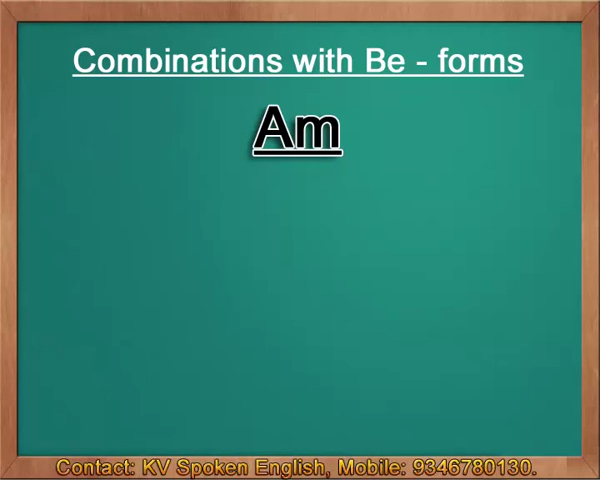 Combinations with Be - forms
Am
Contact: KV Spoken English, Mobile: 9346780130.